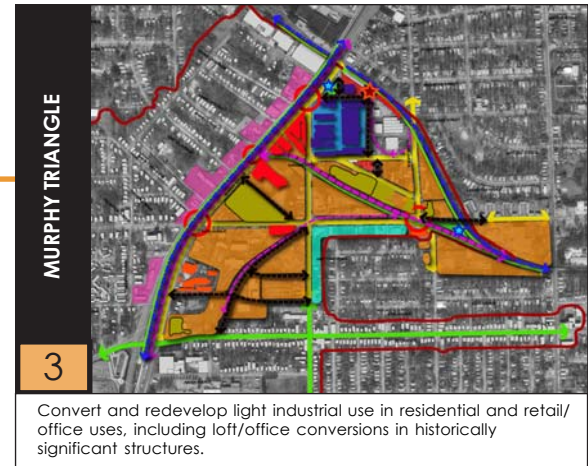 MURPHY TRIANGLE
3
Convert and redevelop light industrial use in residential and retail/
office uses, including loft/office conversions in historically
significant structures.